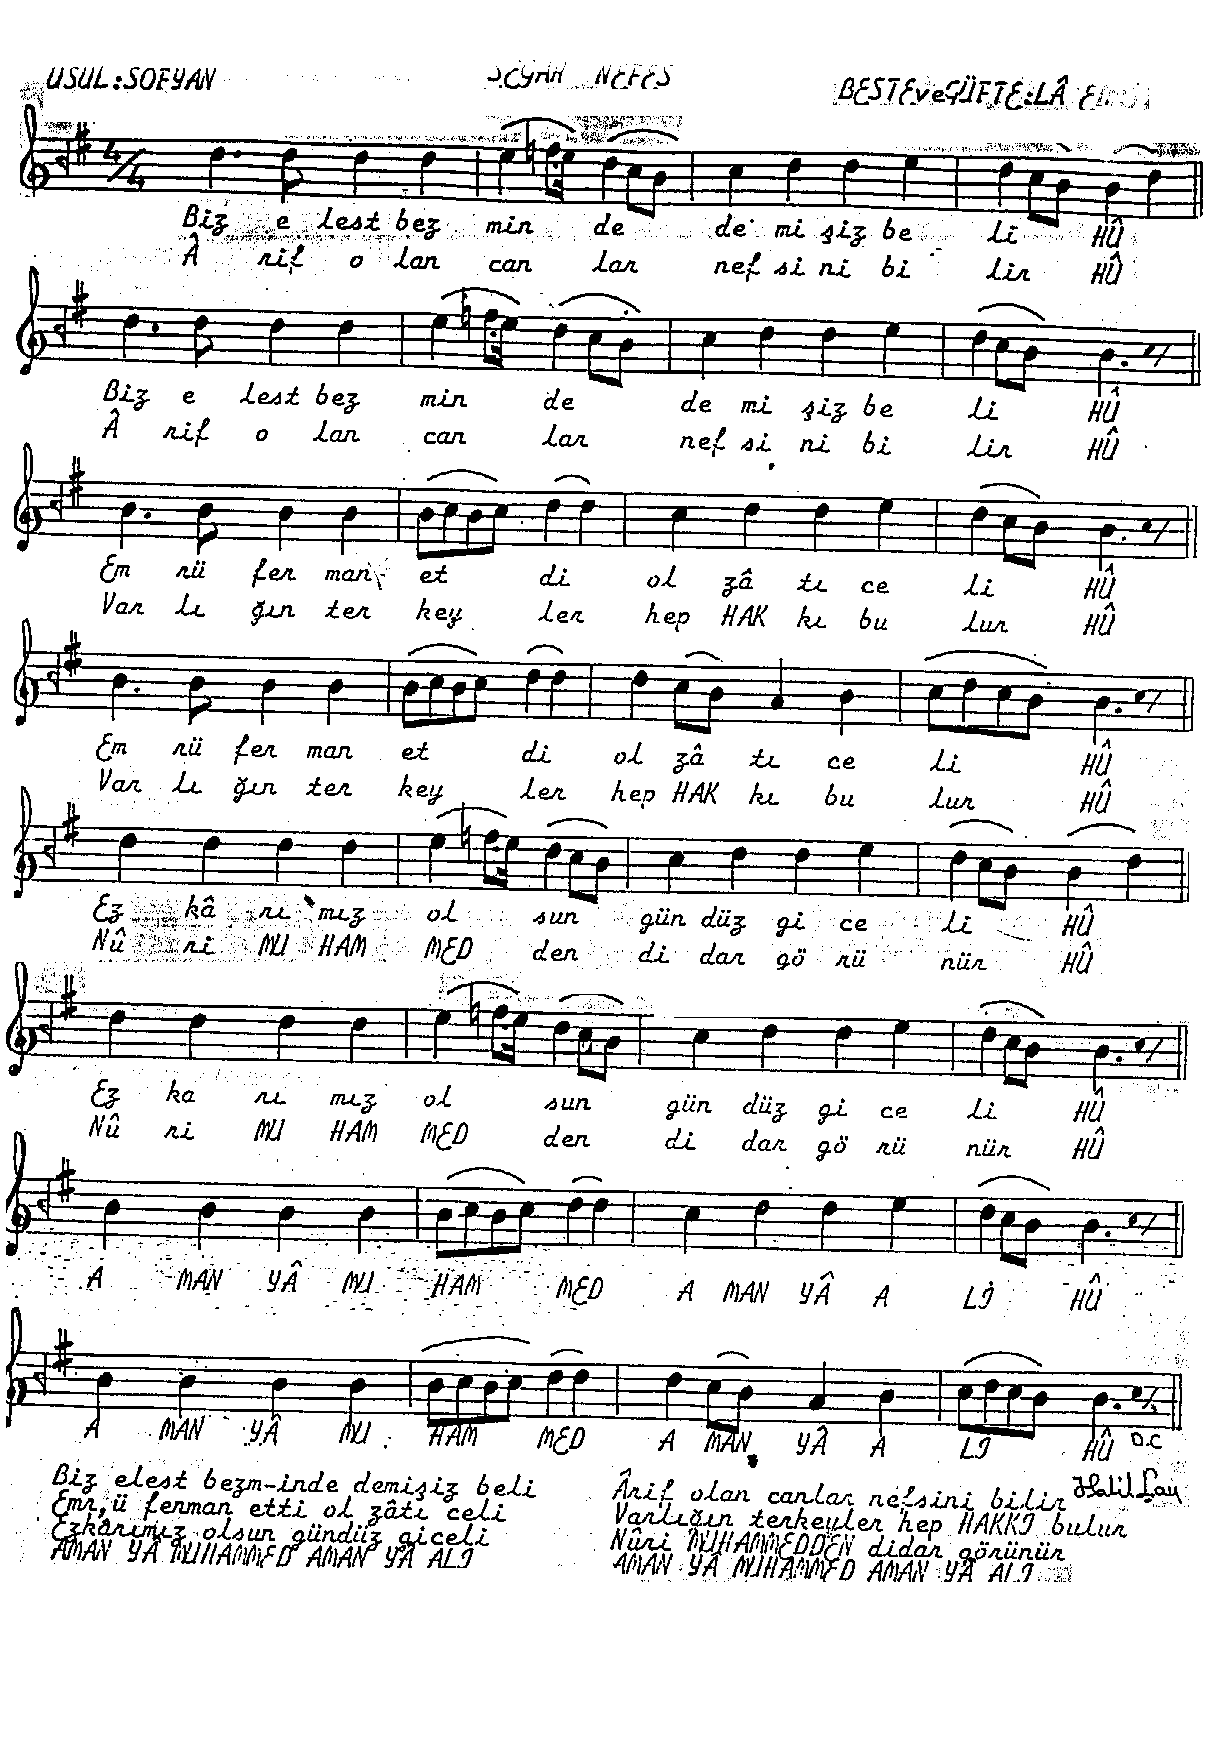 USUL:SOFYAN SEYAH NEFES BESTEveGÜFTE:LÂ
4/4
Biz e lest bez min de de mi şiz be li HÛ
Â rif o lan can lar nef si ni bi lir HÛ
Biz e lest bez min de de mi şiz be li HÛ
Â rif o lan can lar nef si ni bi lir HÛ
Em rü fer man et di ol zâ tı ce li HÛ
Var lı ğın ter key ler hep HAK kı bu lur HÛ
Em rü fer man et di ol zâ tı ce li HÛ
Var lı ğın ter key ler hep HAK kı bu lur HÛ
Ez kâ rı mız ol sun gün düz gi ce li HÛ
Nû ri MU HAM MED den di dar gö rü nür HÛ
Ez ka rı mız ol sun gün düz gi ce li HÛ
Nû ri MU HAM MED den di dar gö rü nür HÛ
A MAN YÂ MU HAM MED A MAN YÂ A Lİ HÛ
A MAN YÂ MU HAM MED A MAN YÂ A Lİ HÛ D.C
Biz elest bezm-inde demişiz beli
Emr,ü ferman etti ol zâtı celi
Ezkârımız olsun gündüz giceli
AMAN YÂ MUHAMMED AMAN YÂ ALİ
Ârif olan canlar nefsini bilir
Varlığın terkeyler hep HAKKI bulur
Nûri MUHAMMEDDEN didar görünür
AMAN YÂ MUHAMMED AMAN YÂ ALİ
Halil